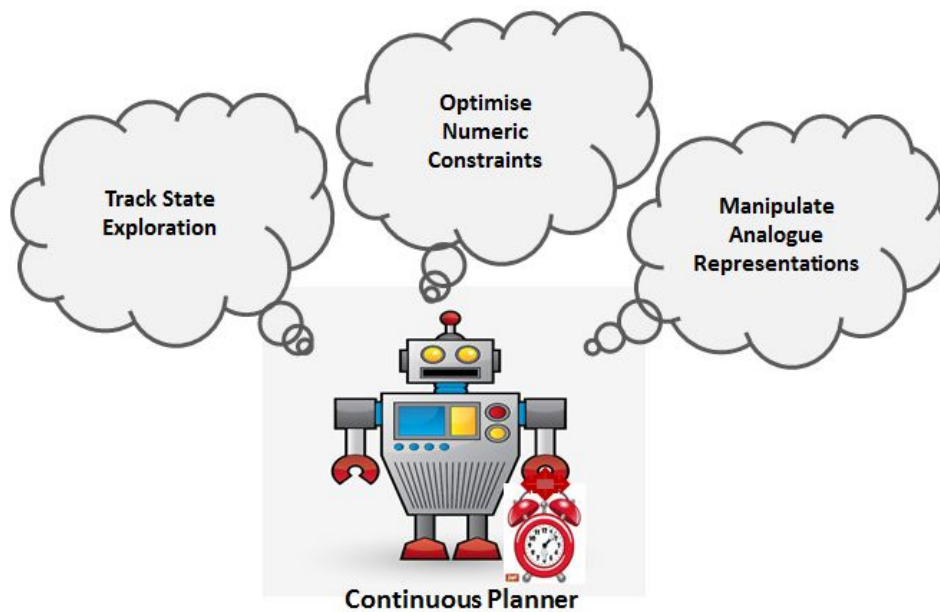 Track State
Exploration
Optimise
Numeric
Constraints
Manipulate
Analogue
Representations
Continuous Planner